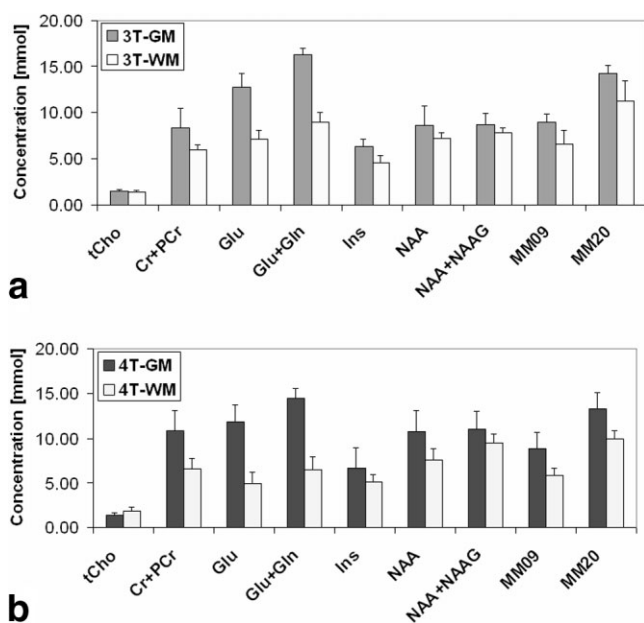 20.00
15.00
10.00
5.00
0.00
Concentration [mmol]
3T-GM
3T-WM
tCho
Cr+PCr
Glu
Glu+Gln
Ins
NAA
NAA+NAAG
MM09
MM20
a
20.00
15.00
10.00
5.00
0.00
Concentration [mmol]
4T-GM
4T-WM
tCho
Cr+PCr
Glu
Glu+Gln
Ins
NAA
NAA+NAAG
MM09
MM20
b